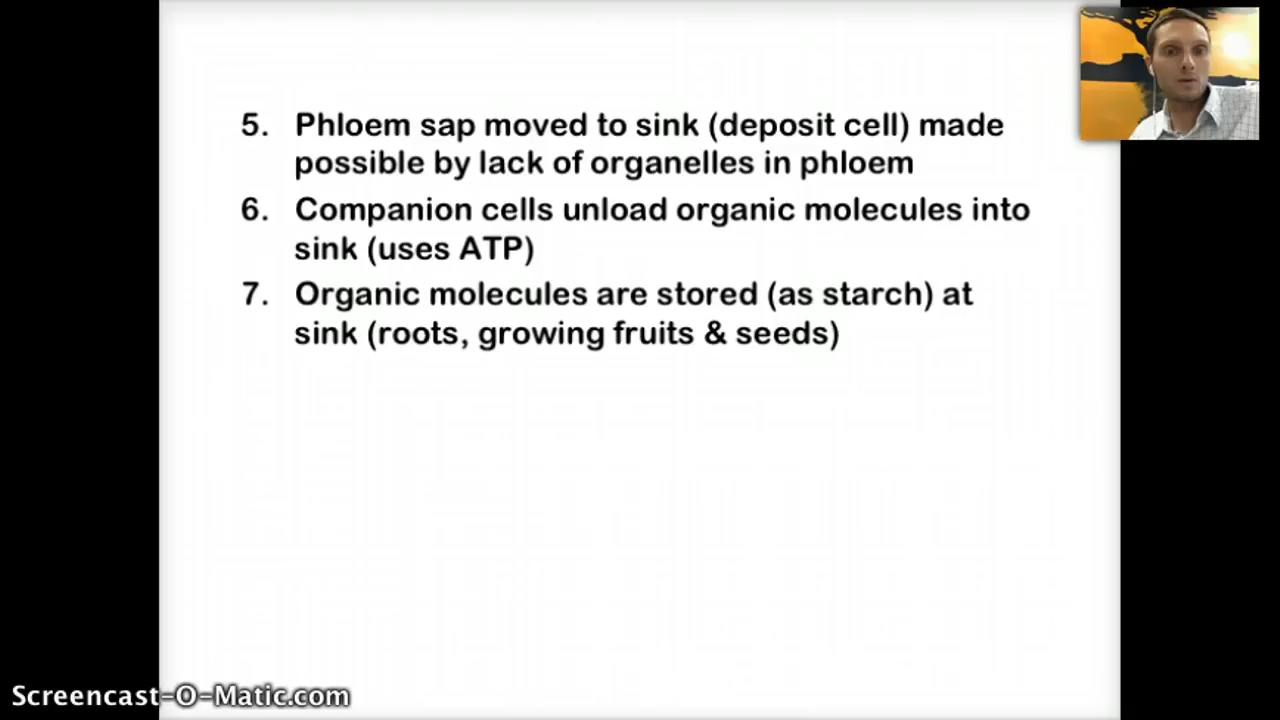 5. Phloem sap moved to sink (deposit cell) made
possible by lack of organelles in phloem
6. Companion cells unload organic molecules into
sink (uses ATP)
7. Organic molecules are stored (as starch) at
sink (roots, growing fruits & seeds)
Screencast-O-Matic.com